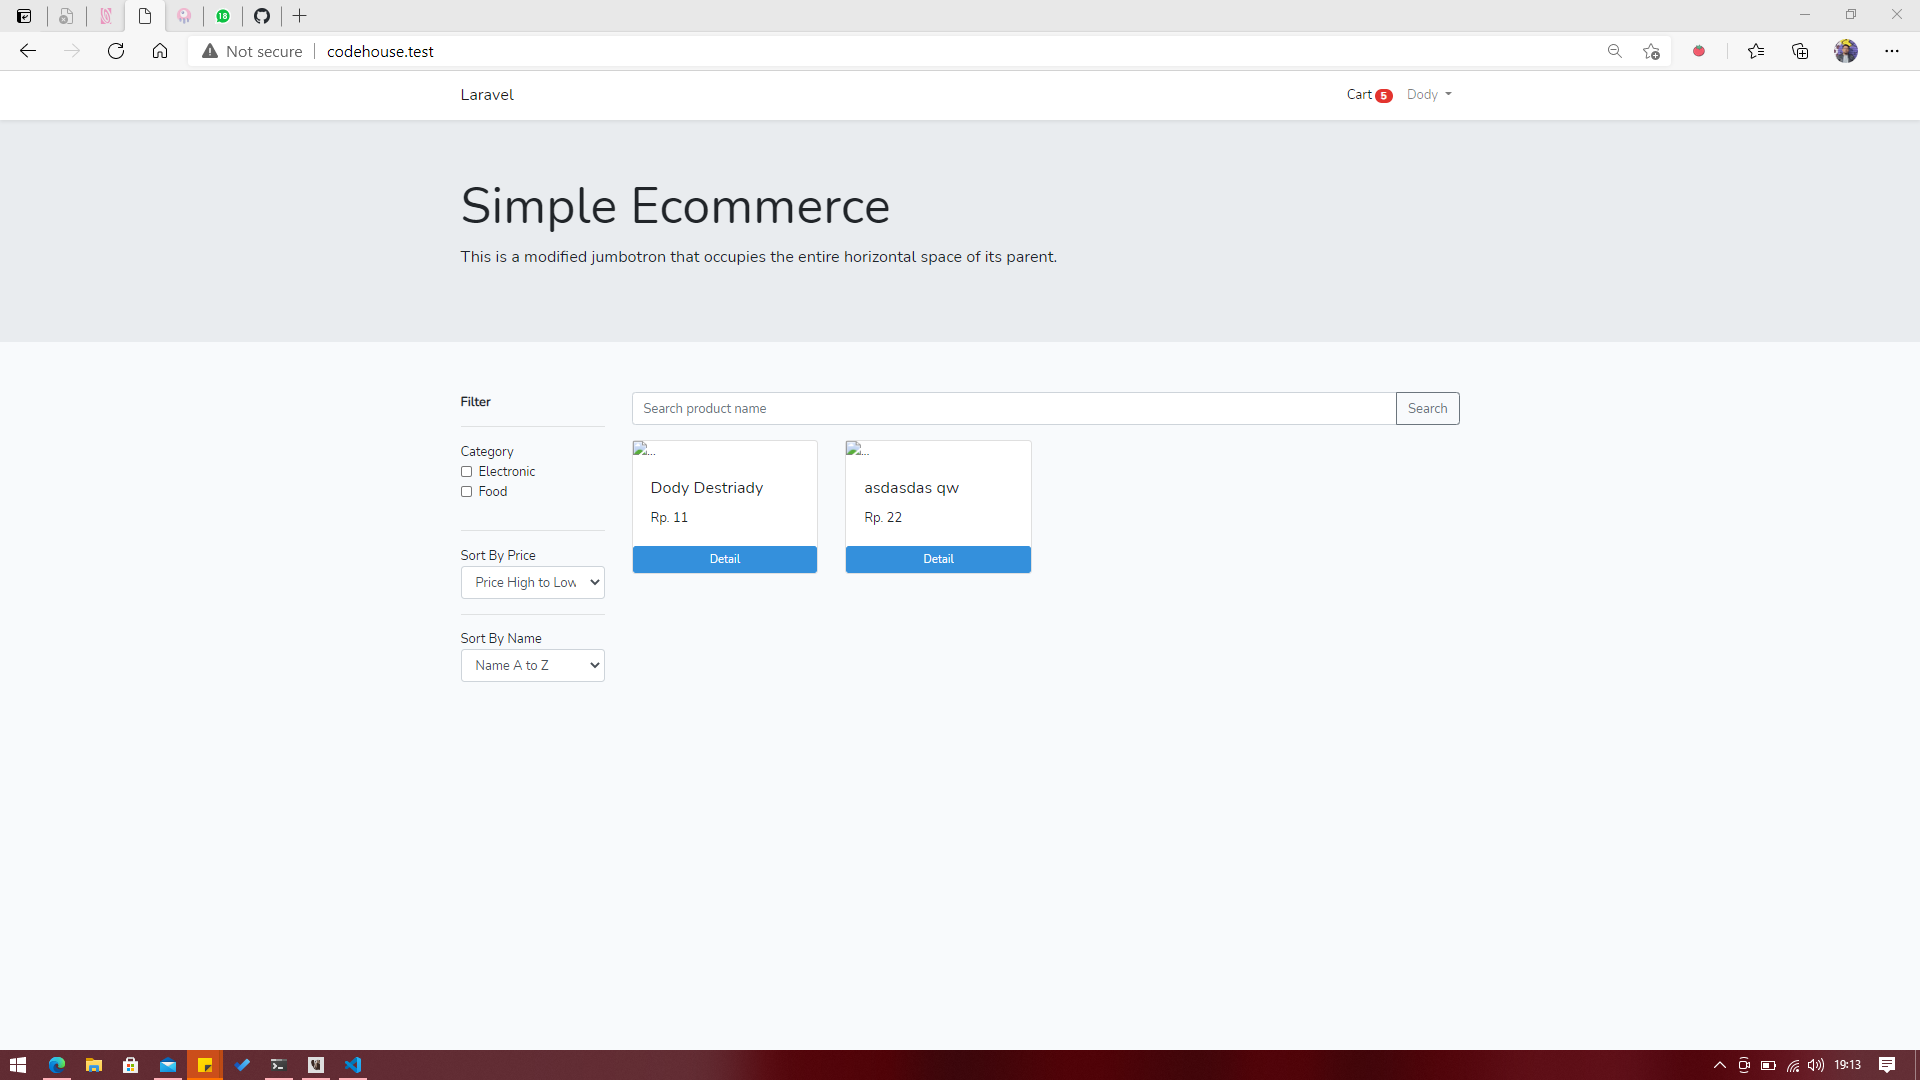 18
Not secure
codehouse.test
Laravel
Cart 5
Dody
Simple Ecommerce
This is a modified jumbotron that occupies the entire horizontal space of its parent.
Filter
Search product name
Search
Category
Electronic
Food
...
Dody Destriady
Rp. 11
Detail
...
asdasdas qw
Rp. 22
Detail
Sort By Price
Price High to Low
Sort By Name
Name A to Z
19:13